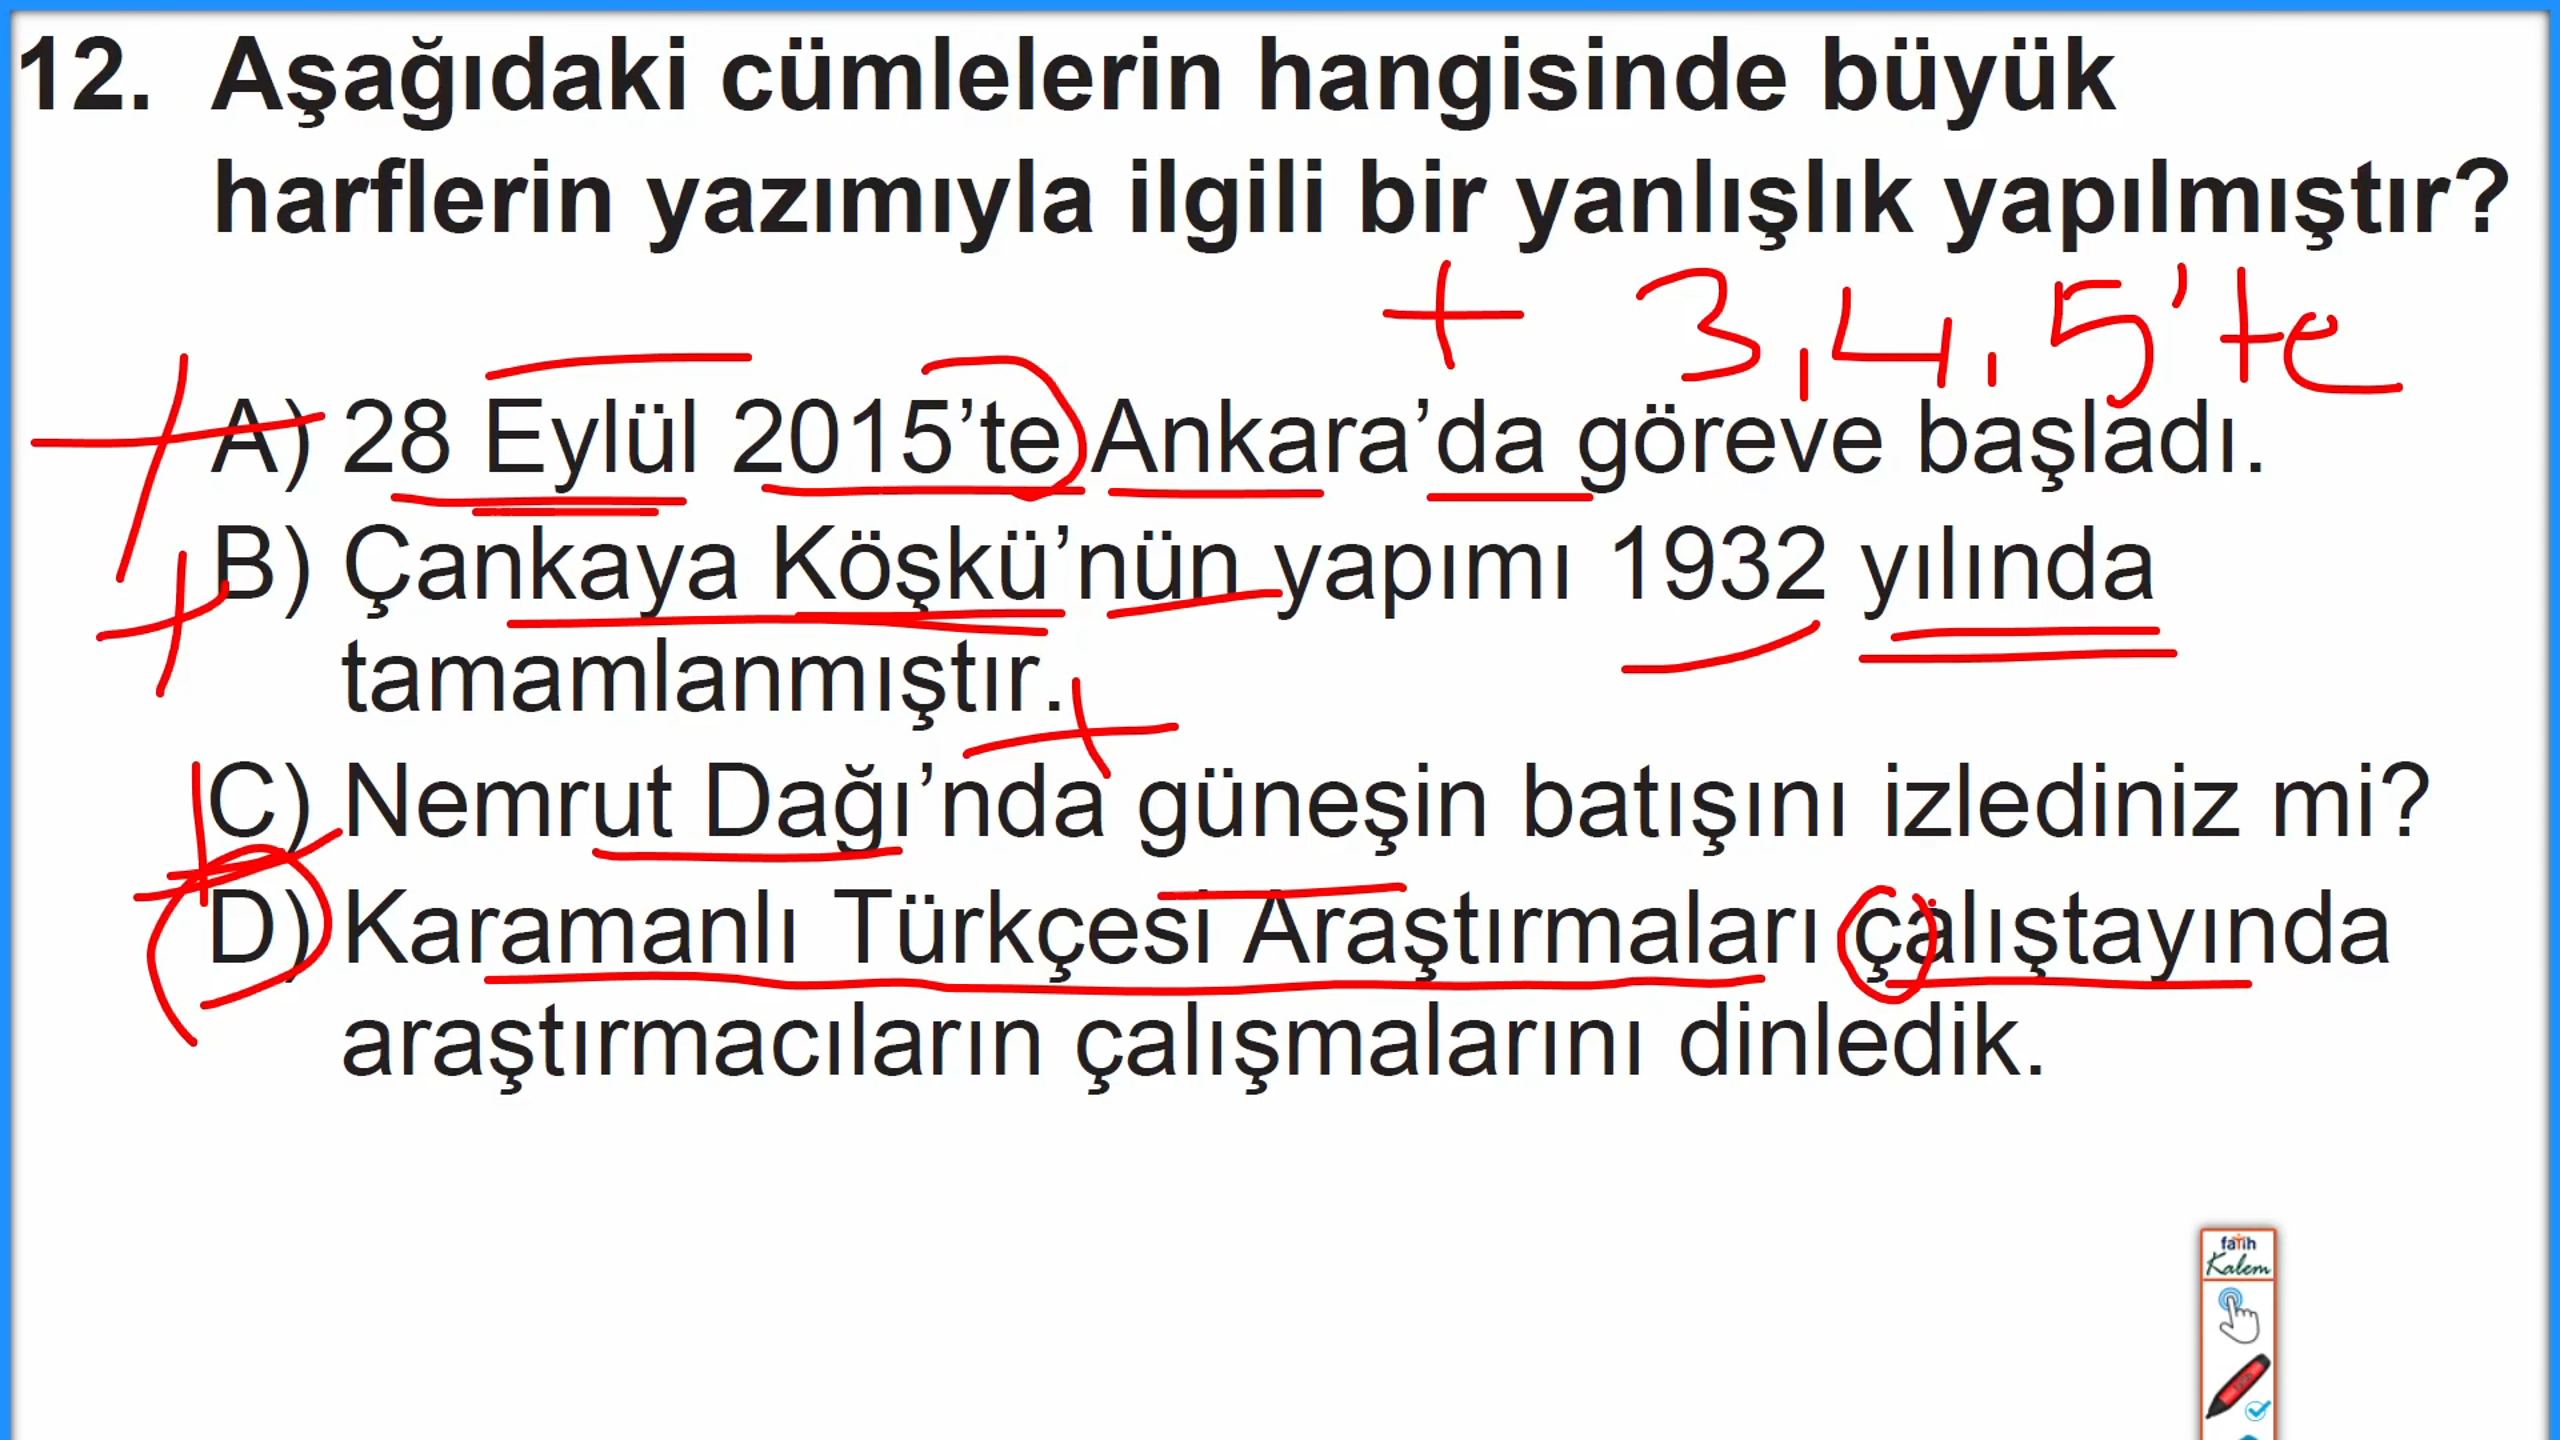 12. Aşağıdaki cümlelerin hangisinde büyük
harflerin yazımıyla ilgili bir yanlışlık yapılmıştır?
+ 3,4,5'te
A) 28 Eylül 2015’te Ankara’da göreve başladı.
B) Çankaya Köşkü’nün yapımı 1932 yılında
tamamlanmıştır.
C) Nemrut Dağı’nda güneşin batışını izlediniz mi?
D) Karamanlı Türkçesi Araştırmaları çalıştayında
araştırmacıların çalışmalarını dinledik.
fatih
Kalem